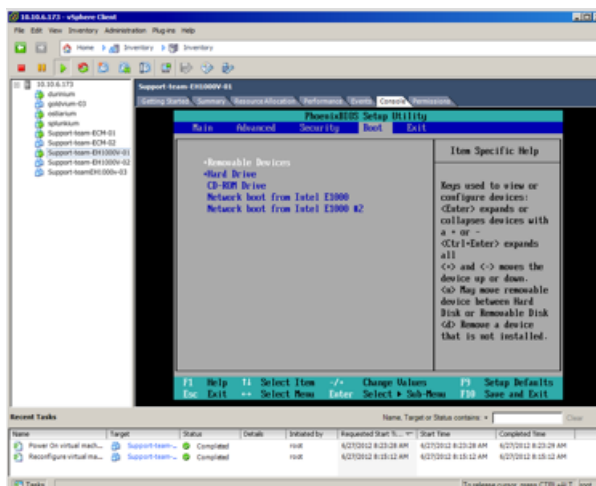 10.10.6.173 - vSphere Client
File Edit View Inventory Administration Plug-ins Help
Home Inventory Inventory
10.10.6.173
durinium
goldvium-03
ostiarium
splunkium
Support-team-ECM-01
Support-team-ECM-02
Support-team-EH1000V-01
Support-team-EH1000V-02
Support-teamEH1000v-03
Support-team-EH1000V-01
Getting Started Summary Resource Allocation Performance Events Console Permissions
PhoenixBIOS Setup Utility
Main Advanced Security Boot Exit
Item Specific Help
+Removable Devices
+Hard Drive
CD-ROM Drive
Network boot from Intel E1000
Network boot from Intel E1000 #2
Keys used to view or
configure devices:
<Enter> expands or
collapses devices with
a + or -
<Ctrl+Enter> expands
all
<+> and <-> moves the
device up or down.
<n> May move removable
device between Hard
Disk or Removable Disk
<d> Remove a device
that is not installed.
F1 Help ↑↓ Select Item -/+ Change Values F9 Setup Defaults
Esc Exit ↔ Select Menu Enter Select ▶ Sub-Menu F10 Save and Exit
Recent Tasks
Name, Target or Status contains:
Clear
Name Target Status Details Initiated by Requested Start Ti... Start Time Completed Time
Power On virtual mach... Support-team-... Completed root 6/27/2012 8:23:28 AM 6/27/2012 8:23:28 AM 6/27/2012 8:23:29 AM
Reconfigure virtual ma... Support-team-... Completed root 6/27/2012 8:15:12 AM 6/27/2012 8:15:12 AM 6/27/2012 8:15:12 AM
Tasks
To release cursor, press CTRL+ALT root